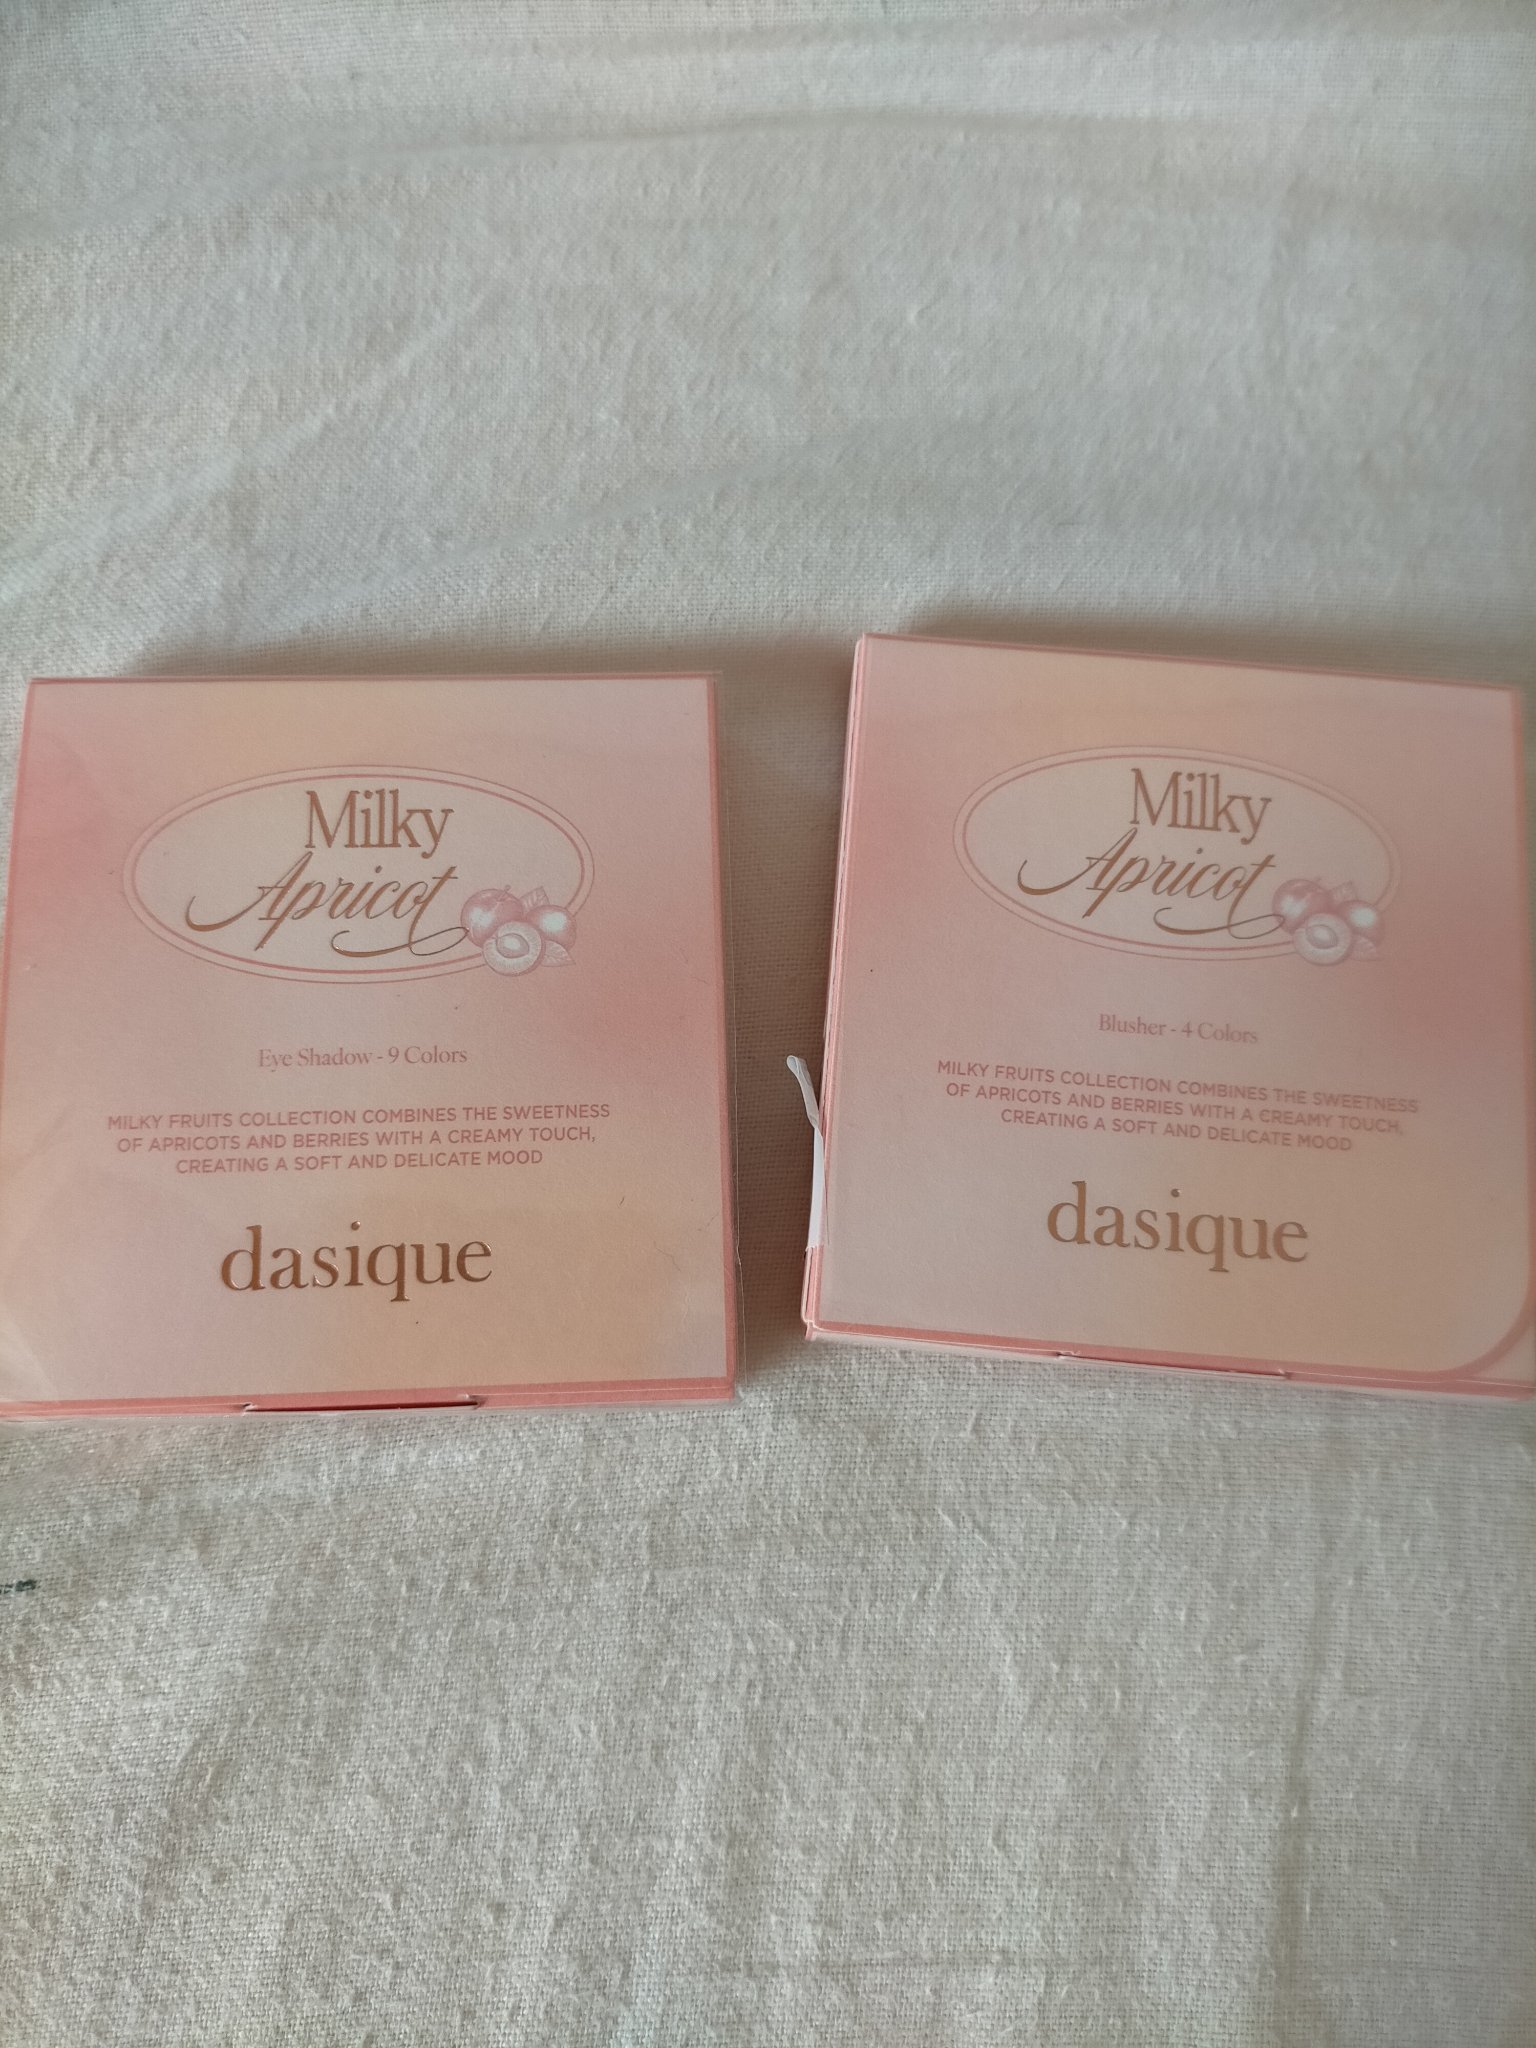 Milky
Apricot
Eye Shadow - 9 Colors
MILKY FRUITS COLLECTION COMBINES THE SWEETNESS
OF APRICOTS AND BERRIES WITH A CREAMY TOUCH,
CREATING A SOFT AND DELICATE MOOD
dasique
Milky
Apricot
Blusher - 4 Colors
MILKY FRUITS COLLECTION COMBINES THE SWEETNESS
OF APRICOTS AND BERRIES WITH A CREAMY TOUCH,
CREATING A SOFT AND DELICATE MOOD
dasique